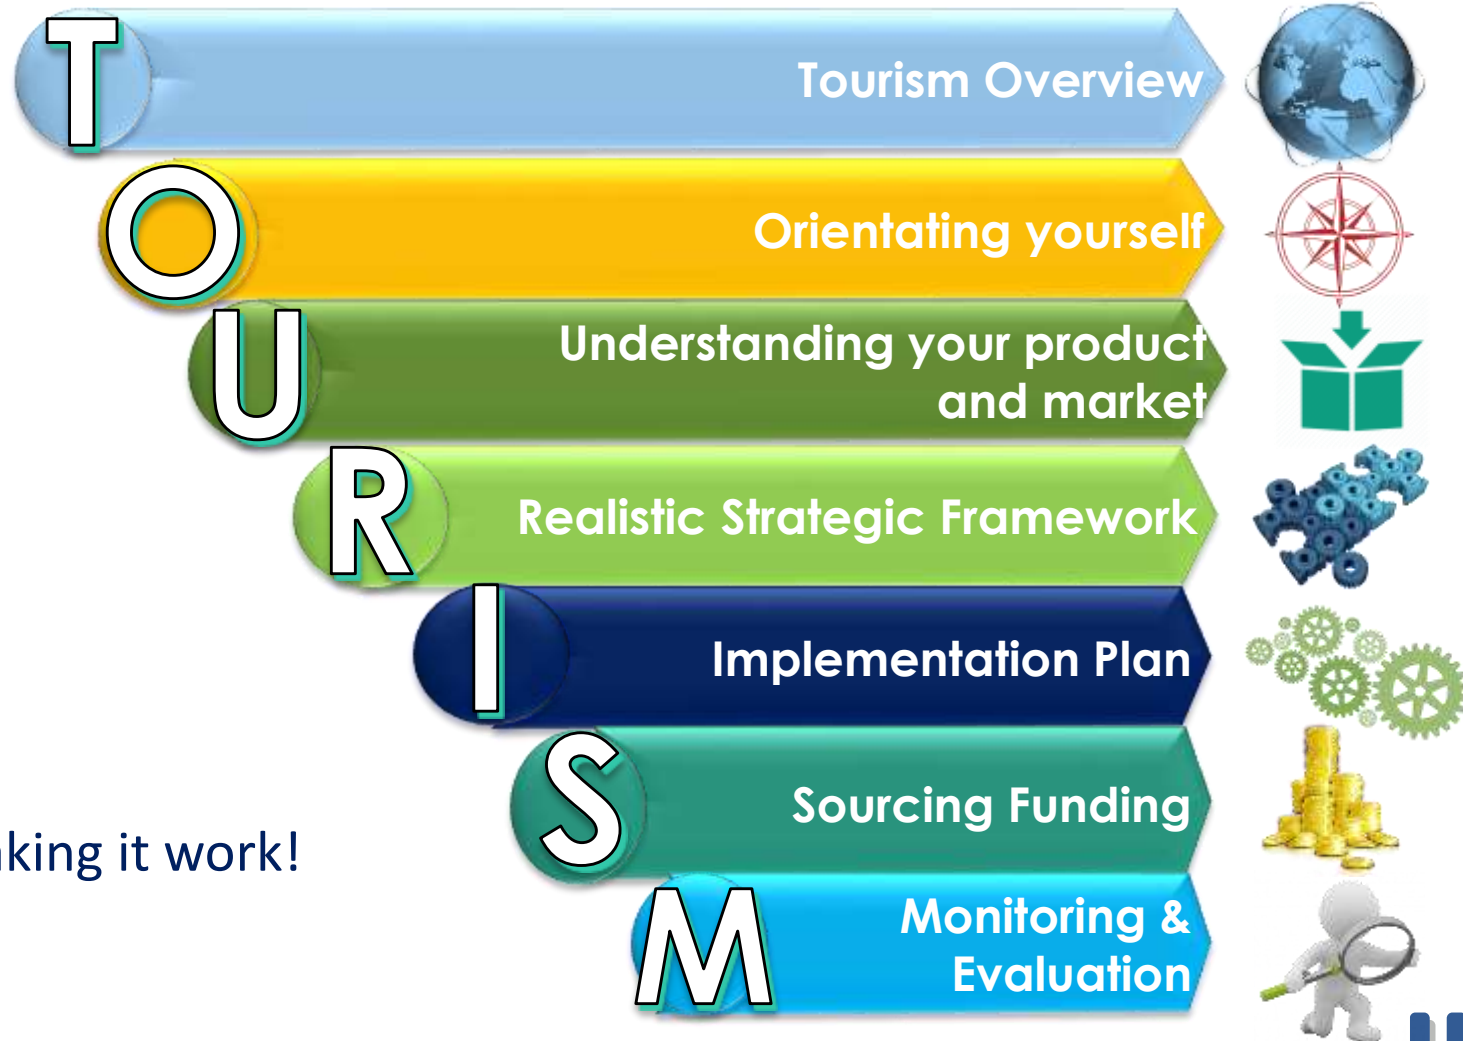 T
Tourism Overview
O
Orientating yourself
U
Understanding your product
and market
R
Realistic Strategic Framework
I
Implementation Plan
S
Sourcing Funding
it work!
M
Monitoring &
Evaluation